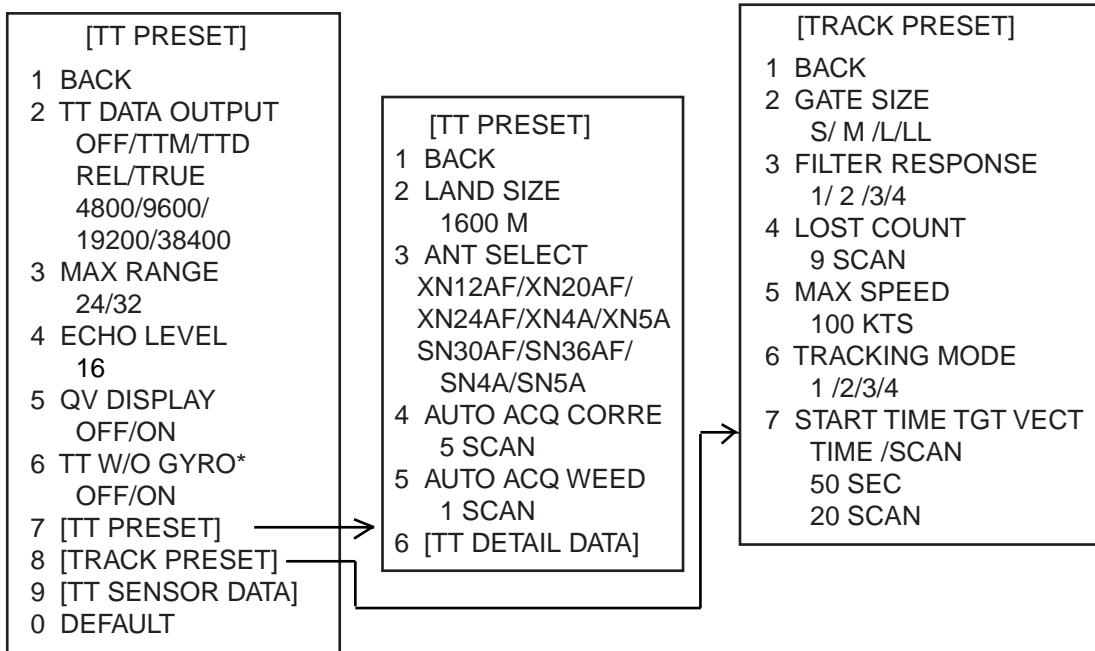 [TT PRESET]
1 BACK
2 TT DATA OUTPUT
OFF/TTM/TTD
REL/TRUE
4800/9600/
19200/38400
3 MAX RANGE
24/32
4 ECHO LEVEL
16
5 QV DISPLAY
OFF/ON
6 TT W/O GYRO*
OFF/ON
7 [TT PRESET]
8 [TRACK PRESET]
9 [TT SENSOR DATA]
0 DEFAULT
[TT PRESET]
1 BACK
2 LAND SIZE
1600 M
3 ANT SELECT
XN12AF/XN20AF/
XN24AF/XN4A/XN5A
SN30AF/SN36AF/
SN4A/SN5A
4 AUTO ACQ CORRE
5 SCAN
5 AUTO ACQ WEED
1 SCAN
6 [TT DETAIL DATA]
[TRACK PRESET]
1 BACK
2 GATE SIZE
S/ M /L/LL
3 FILTER RESPONSE
1/ 2 /3/4
4 LOST COUNT
9 SCAN
5 MAX SPEED
100 KTS
6 TRACKING MODE
1 /2/3/4
7 START TIME TGT VECT
TIME /SCAN
50 SEC
20 SCAN